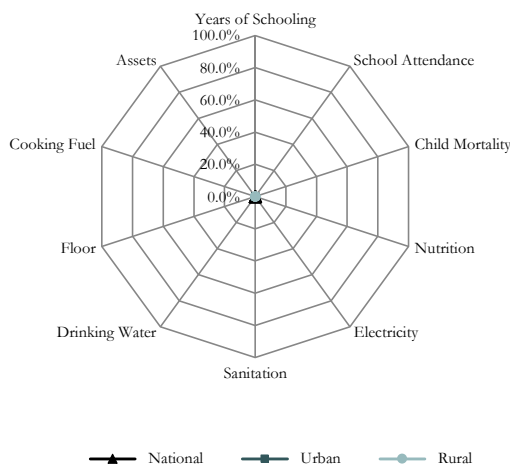 Years of Schooling
100.0%
Assets
School Attendance
80.0%
60.0%
40.0%
Cooking Fuel
Child Mortality
20.0%
0.0%
Floor
Nutrition
Drinking Water
Electricity
Sanitation
National Urban Rural